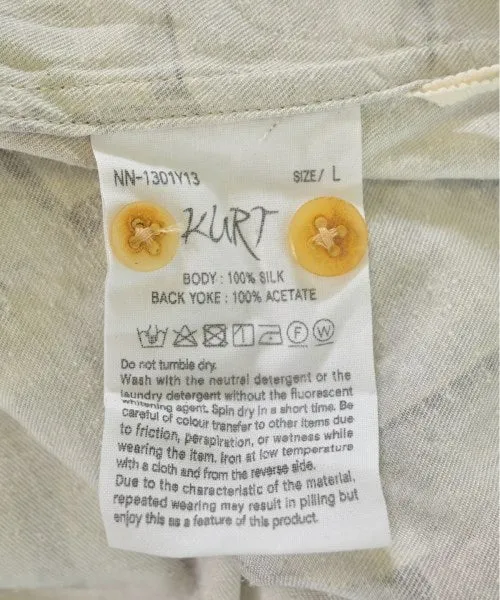 NN-1301Y13 SIZE/ L
KURT
BODY : 100% SILK
BACK YOKE : 100% ACETATE
F W
Do not tumble dry.
Wash with the neutral detergent or the
laundry detergent without the fluorescent
whitening agent. Spin dry in a short time. Be
careful of colour transfer to other items due
to friction, perspiration, or wetness while
wearing the item. Iron at low temperature
with a cloth and from the reverse side.
Due to the characteristic of the material,
repeated wearing may result in pilling but
enjoy this as a feature of this product.